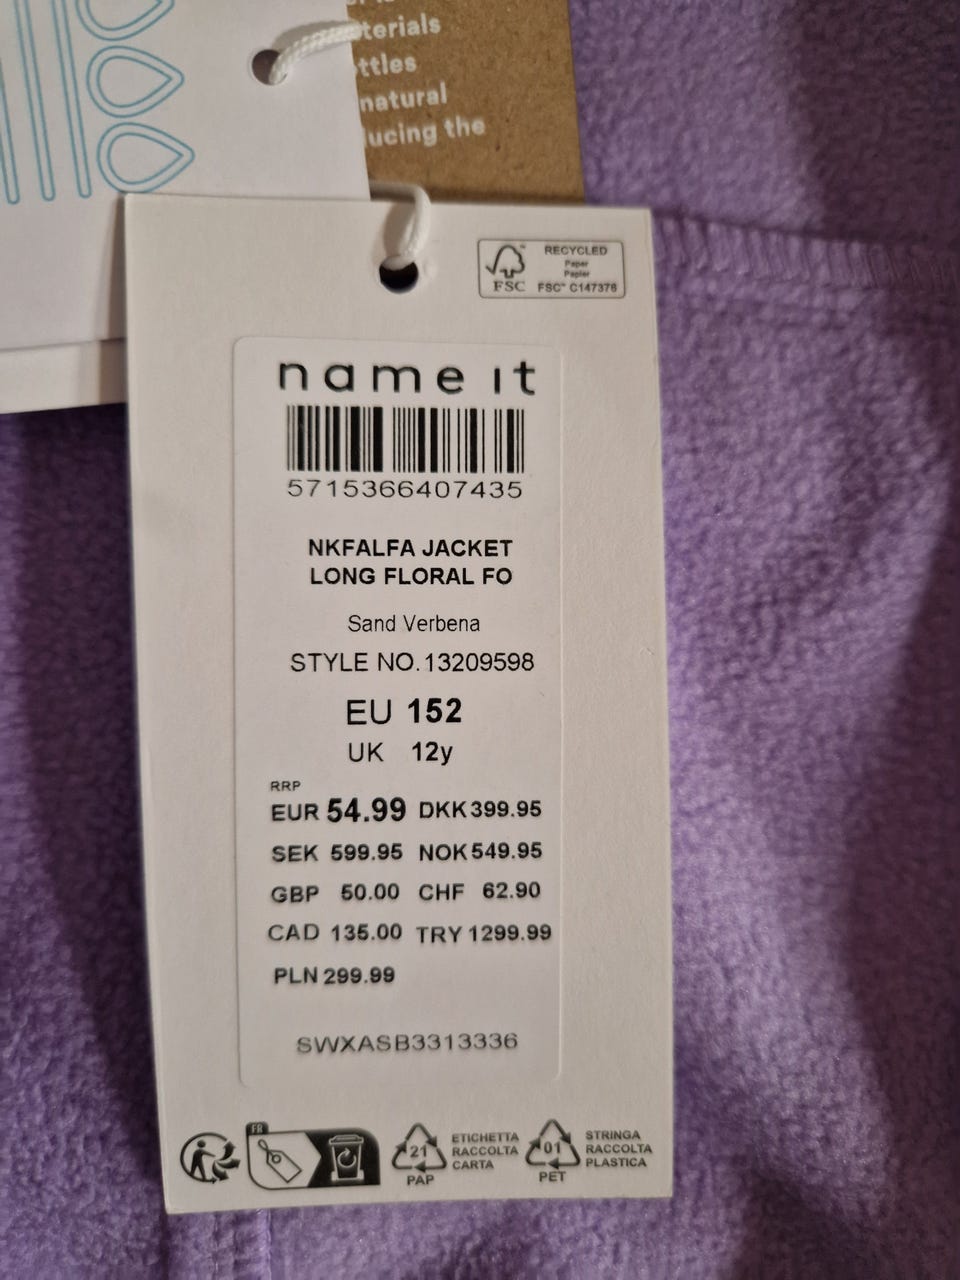 terials
ttles
natural
lucing the
FSC
RECYCLED
Paper
Papier
FSC™ C147376
name it
5715366407435
NKFALFA JACKET
LONG FLORAL FO
Sand Verbena
STYLE NO.13209598
EU 152
UK 12y
RRP
EUR 54.99 DKK 399.95
SEK 599.95 NOK 549.95
GBP 50.00 CHF 62.90
CAD 135.00 TRY 1299.99
PLN 299.99
SWXASB3313336
FR
21
PAP
ETICHETTA
RACCOLTA
CARTA
01
PET
STRINGA
RACCOLTA
PLASTICA